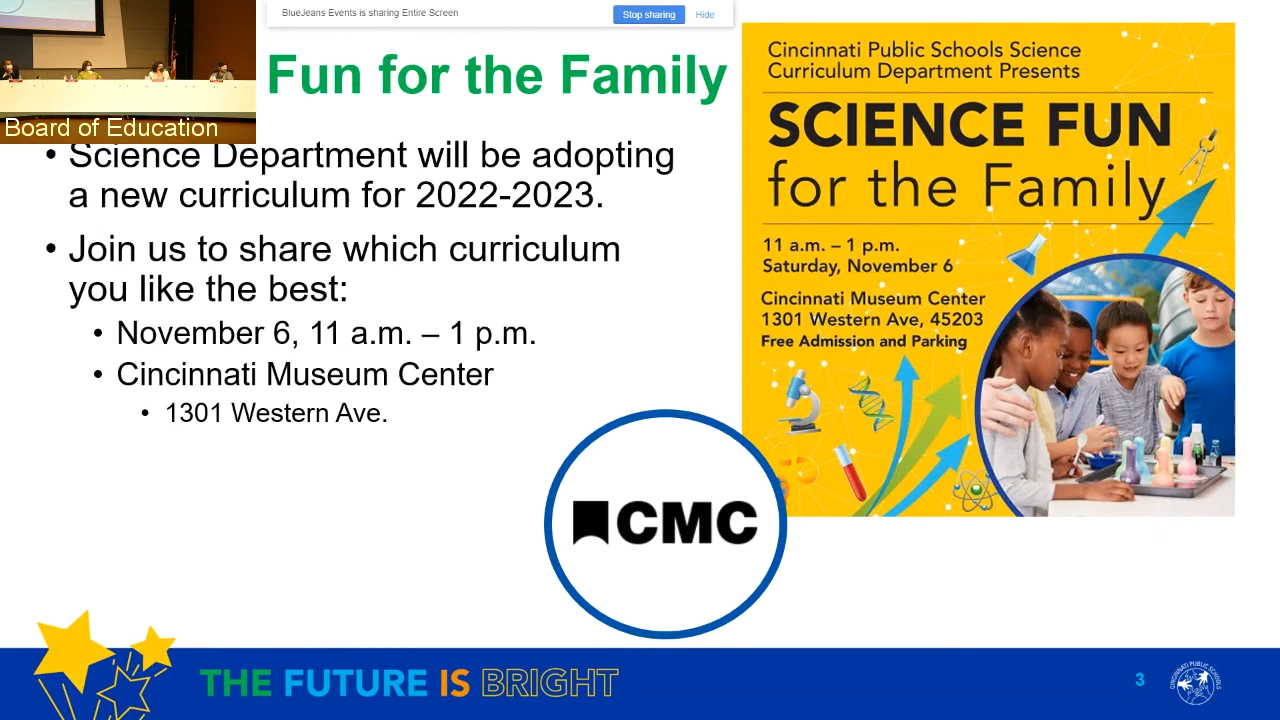 BlueJeans Events is sharing Entire Screen
Stop sharing
Hide
Board of Education
Fun for the Family
• Science Department will be adopting
a new curriculum for 2022-2023.
• Join us to share which curriculum
you like the best:
• November 6, 11 a.m. – 1 p.m.
• Cincinnati Museum Center
• 1301 Western Ave.
Cincinnati Public Schools Science
Curriculum Department Presents
SCIENCE FUN
for the Family
11 a.m. – 1 p.m.
Saturday, November 6
Cincinnati Museum Center
1301 Western Ave, 45203
Free Admission and Parking
CMC
THE FUTURE IS BRIGHT
3
CINCINNATI PUBLIC SCHOOLS